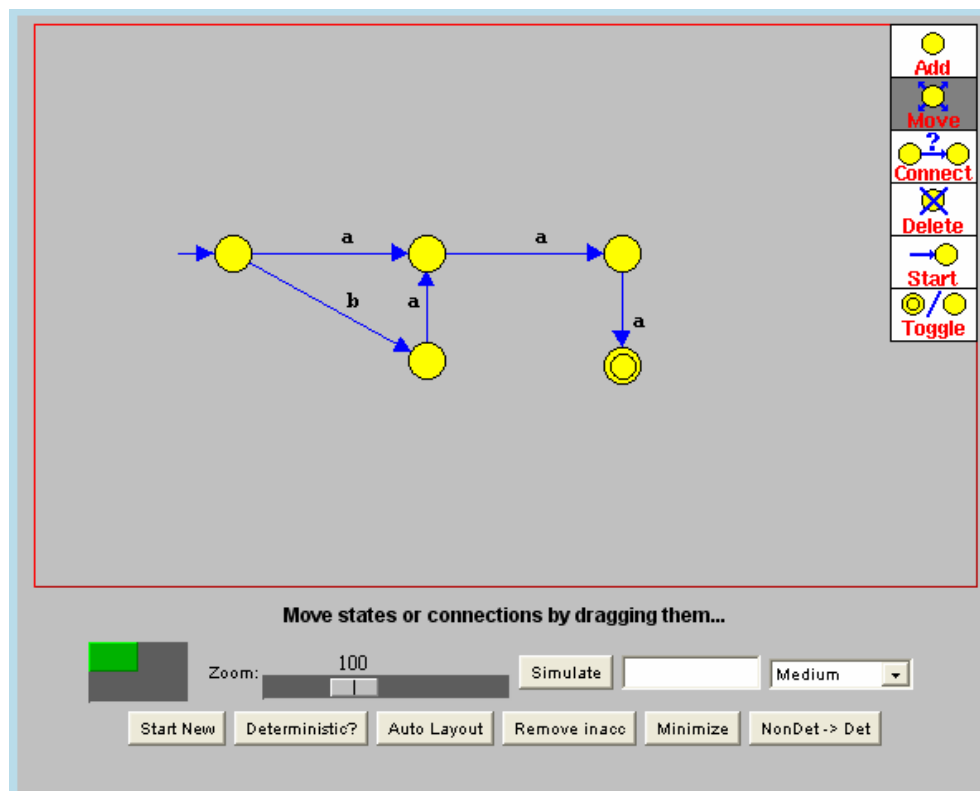 Add
Move
?
Connect
Delete
Start
Toggle
a
a
b
a
a
Move states or connections by dragging them...
Zoom:
100
Simulate
Medium
Start New
Deterministic?
Auto Layout
Remove inacc
Minimize
NonDet -> Det